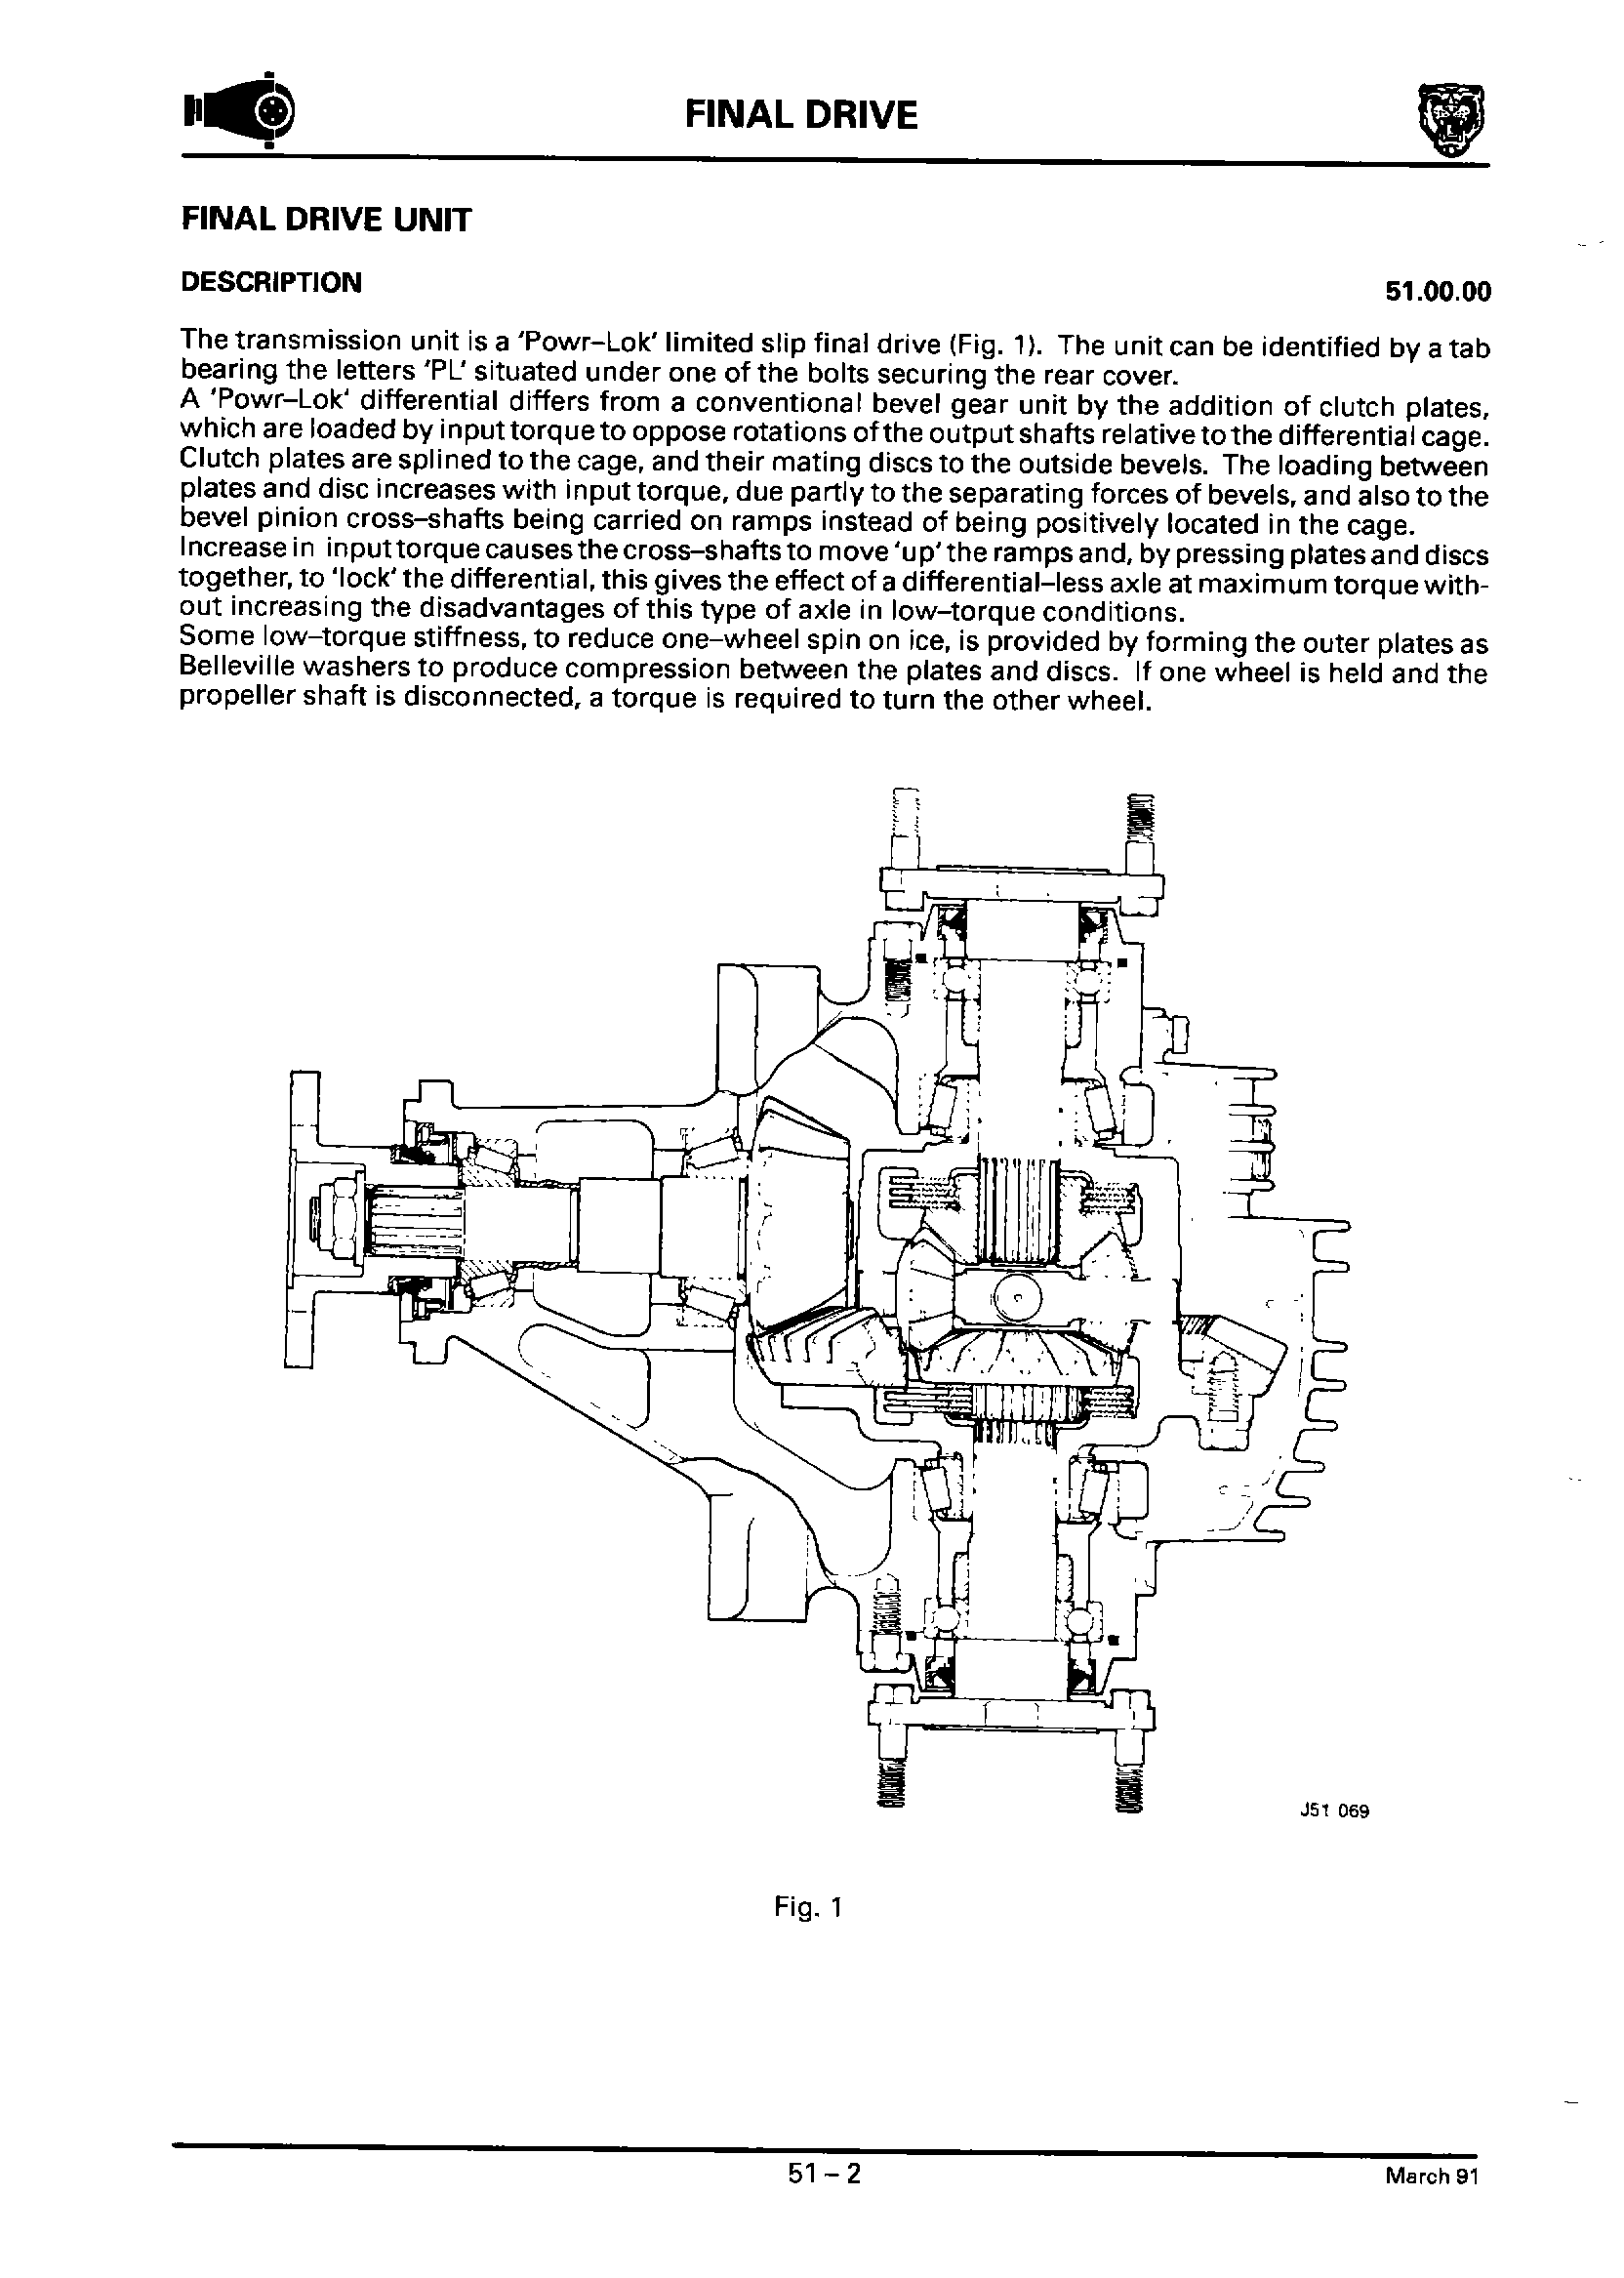 FINAL DRIVE
FINAL DRIVE UNIT
DESCRIPTION
51.00.00
The transmission unit is a 'Powr–Lok' limited slip final drive (Fig. 1). The unit can be identified by a tab
bearing the letters 'PL' situated under one of the bolts securing the rear cover.
A 'Powr–Lok' differential differs from a conventional bevel gear unit by the addition of clutch plates,
which are loaded by input torque to oppose rotations of the output shafts relative to the differential cage.
Clutch plates are splined to the cage, and their mating discs to the outside bevels. The loading between
plates and disc increases with input torque, due partly to the separating forces of bevels, and also to the
bevel pinion cross–shafts being carried on ramps instead of being positively located in the cage.
Increase in input torque causes the cross–shafts to move 'up' the ramps and, by pressing plates and discs
together, to 'lock' the differential, this gives the effect of a differential–less axle at maximum torque with-
out increasing the disadvantages of this type of axle in low–torque conditions.
Some low–torque stiffness, to reduce one–wheel spin on ice, is provided by forming the outer plates as
Belleville washers to produce compression between the plates and discs. If one wheel is held and the
propeller shaft is disconnected, a torque is required to turn the other wheel.
J51 069
Fig. 1
51 – 2
March 91